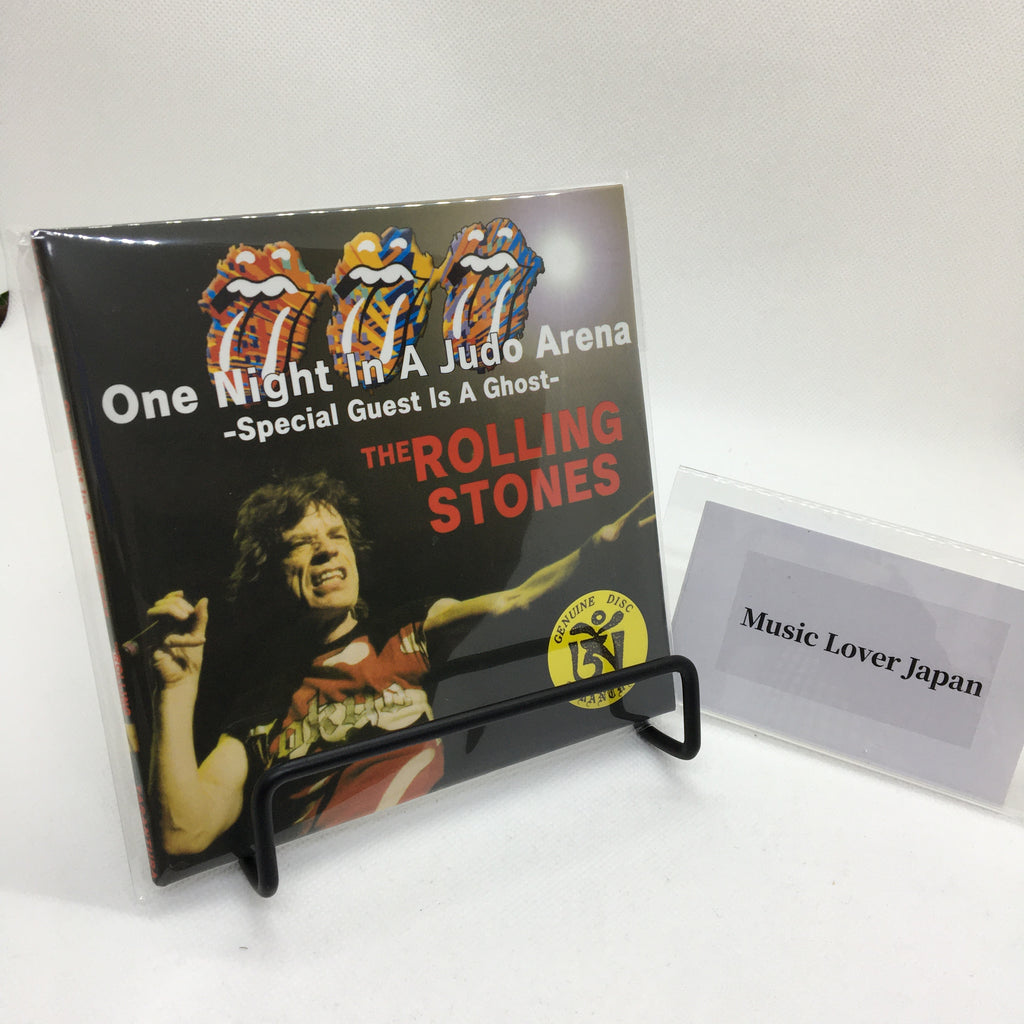 One Night In A Judo Arena
-Special Guest Is A Ghost-
THE ROLLING
STONES
GENUINE DISC
Music Lover Japan